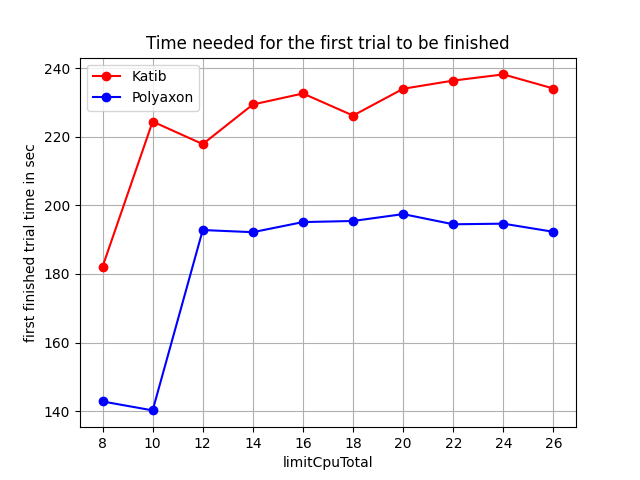 Time needed for the first trial to be finished
Katib
Polyaxon
first finished trial time in sec
240
220
200
180
160
140
8 10 12 14 16 18 20 22 24 26
limitCpuTotal